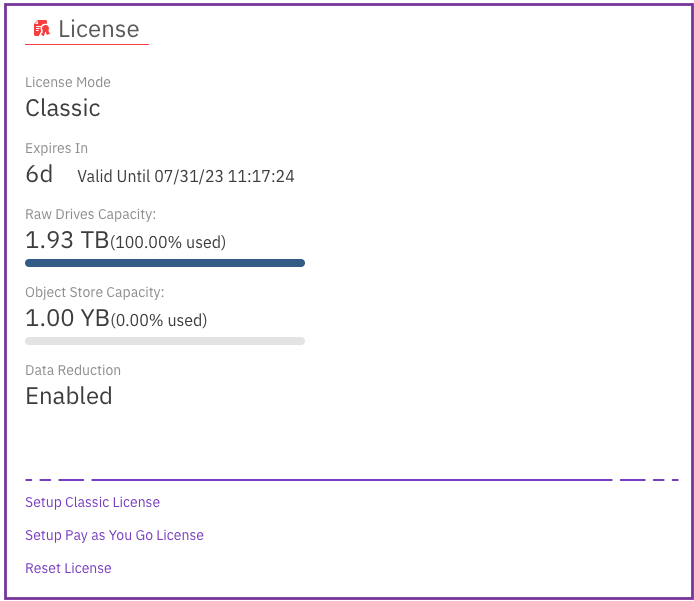 License
License Mode
Classic
Expires In
6d Valid Until 07/31/23 11:17:24
Raw Drives Capacity:
1.93 TB(100.00% used)
Object Store Capacity:
1.00 YB(0.00% used)
Data Reduction
Enabled
Setup Classic License
Setup Pay as You Go License
Reset License